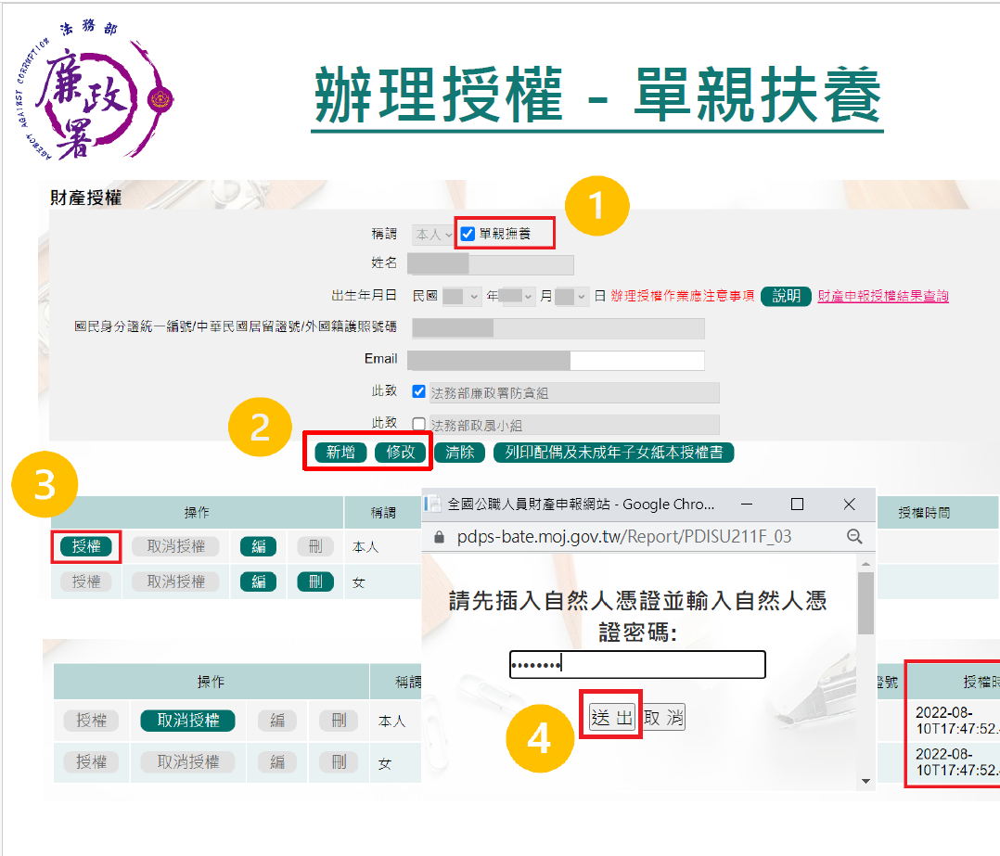 法務部
AGENCY AGAINST CORRUPTION
廉政署
辦理授權 - 單親扶養
財產授權
1
稱謂 本人 單親撫養
姓名
出生年月日 民國 年 月 日 辦理授權作業應注意事項 說明 財產申報授權結果查詢
國民身分證統一編號/中華民國居留證號/外國籍護照號碼
Email
此致 法務部廉政署防貪組
此致 法務部政風小組
2
新增 修改 清除 列印配偶及未成年子女紙本授權書
3
操作 稱謂 授權時間
授權 取消授權 編 刪 本人
授權 取消授權 編 刪 女
全國公職人員財產申報網站 - Google Chro...
pdps-bate.moj.gov.tw/Report/PDISU211F_03
請先插入自然人憑證並輸入自然人憑
證密碼:
送出 取消
4
操作 稱謂 證號 授權時
授權 取消授權 編 刪 本人 2022-08-
10T17:47:52.
授權 取消授權 編 刪 女 2022-08-
10T17:47:52.